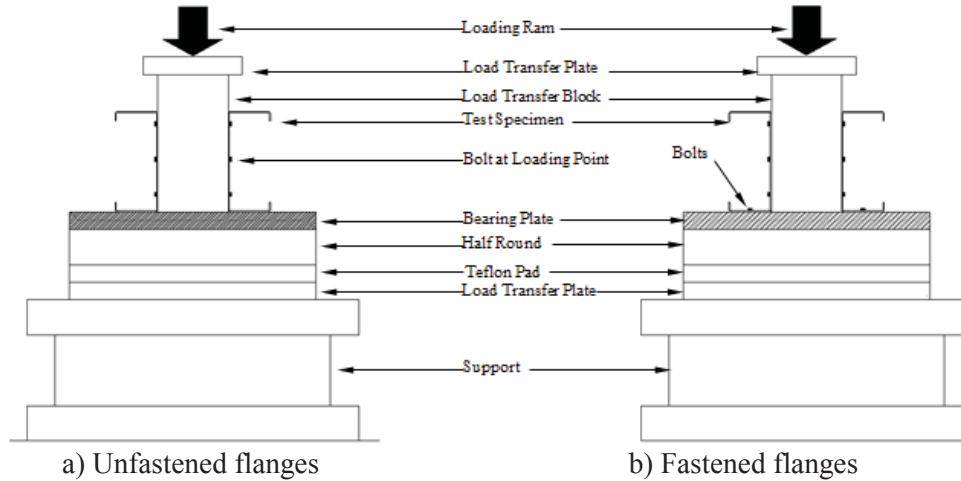 Loading Ram
Load Transfer Plate
Load Transfer Block
Test Specimen
Bolt at Loading Point
Bolts
Bearing Plate
Half Round
Teflon Pad
Load Transfer Plate
Support
a) Unfastened flanges
b) Fastened flanges